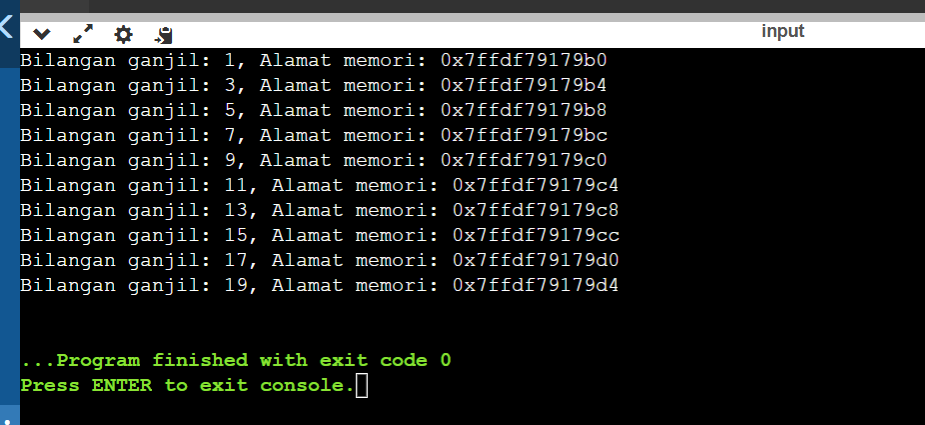 input
Bilangan ganjil: 1, Alamat memori: 0x7ffdf79179b0
Bilangan ganjil: 3, Alamat memori: 0x7ffdf79179b4
Bilangan ganjil: 5, Alamat memori: 0x7ffdf79179b8
Bilangan ganjil: 7, Alamat memori: 0x7ffdf79179bc
Bilangan ganjil: 9, Alamat memori: 0x7ffdf79179c0
Bilangan ganjil: 11, Alamat memori: 0x7ffdf79179c4
Bilangan ganjil: 13, Alamat memori: 0x7ffdf79179c8
Bilangan ganjil: 15, Alamat memori: 0x7ffdf79179cc
Bilangan ganjil: 17, Alamat memori: 0x7ffdf79179d0
Bilangan ganjil: 19, Alamat memori: 0x7ffdf79179d4
...Program finished with exit code 0
Press ENTER to exit console.